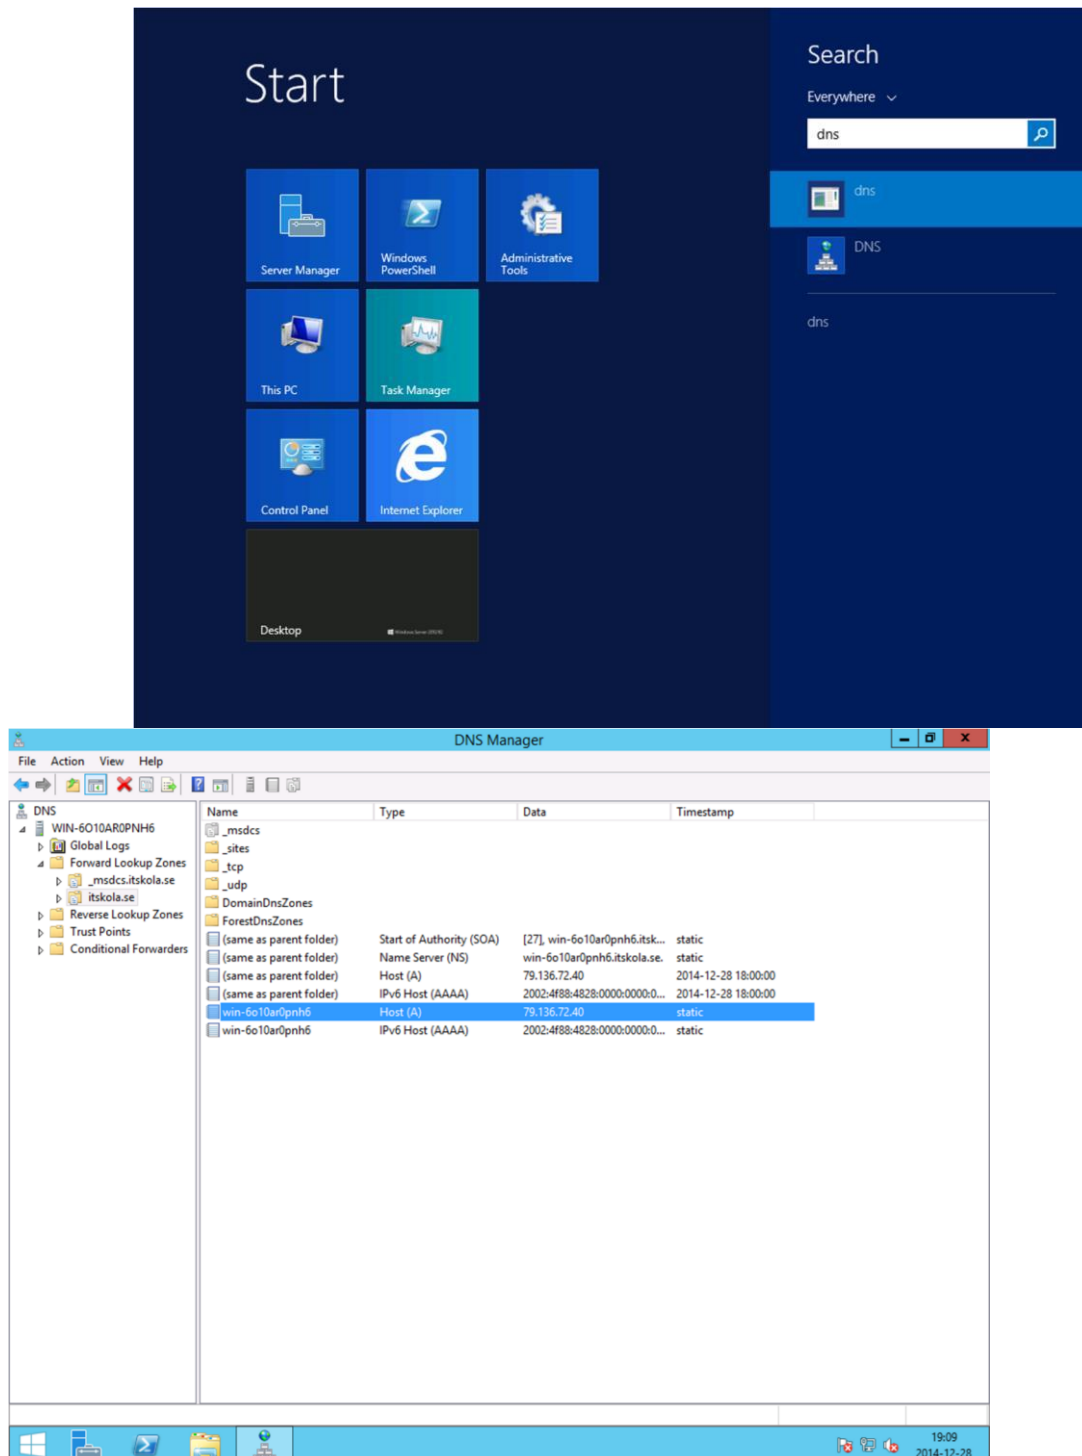 Start
Search
Everywhere
dns
dns
DNS
dns
Server Manager
Windows PowerShell
Administrative Tools
This PC
Task Manager
Control Panel
Internet Explorer
Desktop
DNS Manager
File Action View Help
DNS
WIN-6O10AR0PNH6
Global Logs
Forward Lookup Zones
_msdcs.itskola.se
itskola.se
Reverse Lookup Zones
Trust Points
Conditional Forwarders
Name Type Data Timestamp
_msdcs
_sites
_tcp
_udp
DomainDnsZones
ForestDnsZones
(same as parent folder) Start of Authority (SOA) [27], win-6o10ar0pnh6.itsk... static
(same as parent folder) Name Server (NS) win-6o10ar0pnh6.itskola.se. static
(same as parent folder) Host (A) 79.136.72.40 2014-12-28 18:00:00
(same as parent folder) IPv6 Host (AAAA) 2002:4f88:4828:0000:0000:0... 2014-12-28 18:00:00
win-6o10ar0pnh6 Host (A) 79.136.72.40 static
win-6o10ar0pnh6 IPv6 Host (AAAA) 2002:4f88:4828:0000:0000:0... static
19:09
2014-12-28